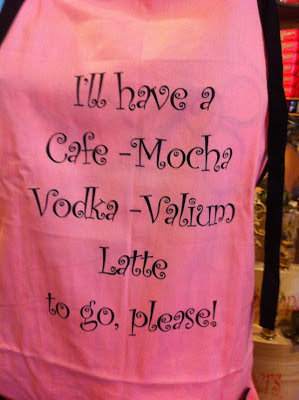 I'll have a
Cafe -Mocha
Vodka -Valium
Latte
to go, please!